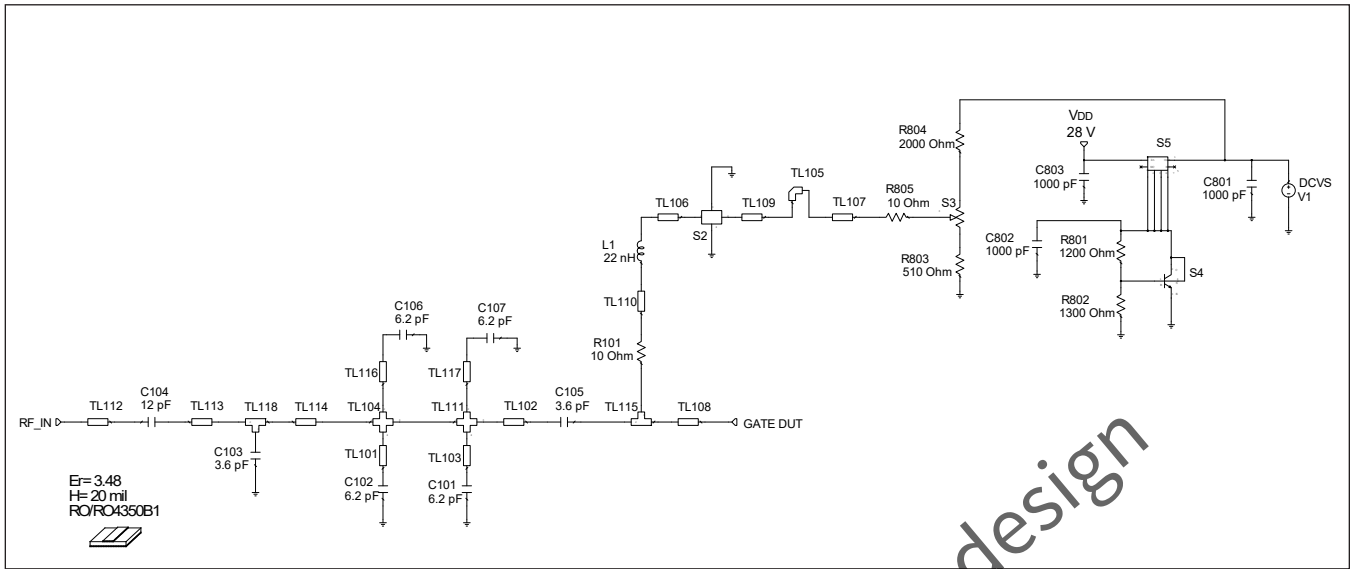 VDD
28 V
R804
2000 Ohm
S5
C803
1000 pF
C801
1000 pF
DCVS
V1
TL105
R805
10 Ohm
S3
TL106
TL109
TL107
S2
L1
22 nH
R803
510 Ohm
C802
1000 pF
R801
1200 Ohm
S4
R802
1300 Ohm
TL110
C106
6.2 pF
C107
6.2 pF
R101
10 Ohm
TL116
TL117
C104
12 pF
C105
3.6 pF
TL112
TL113
TL118
TL114
TL104
TL111
TL102
TL115
TL108
RF_IN
GATE DUT
C103
3.6 pF
TL101
TL103
C102
6.2 pF
C101
6.2 pF
Er= 3.48
H= 20 mil
RO/RO4350B1
design